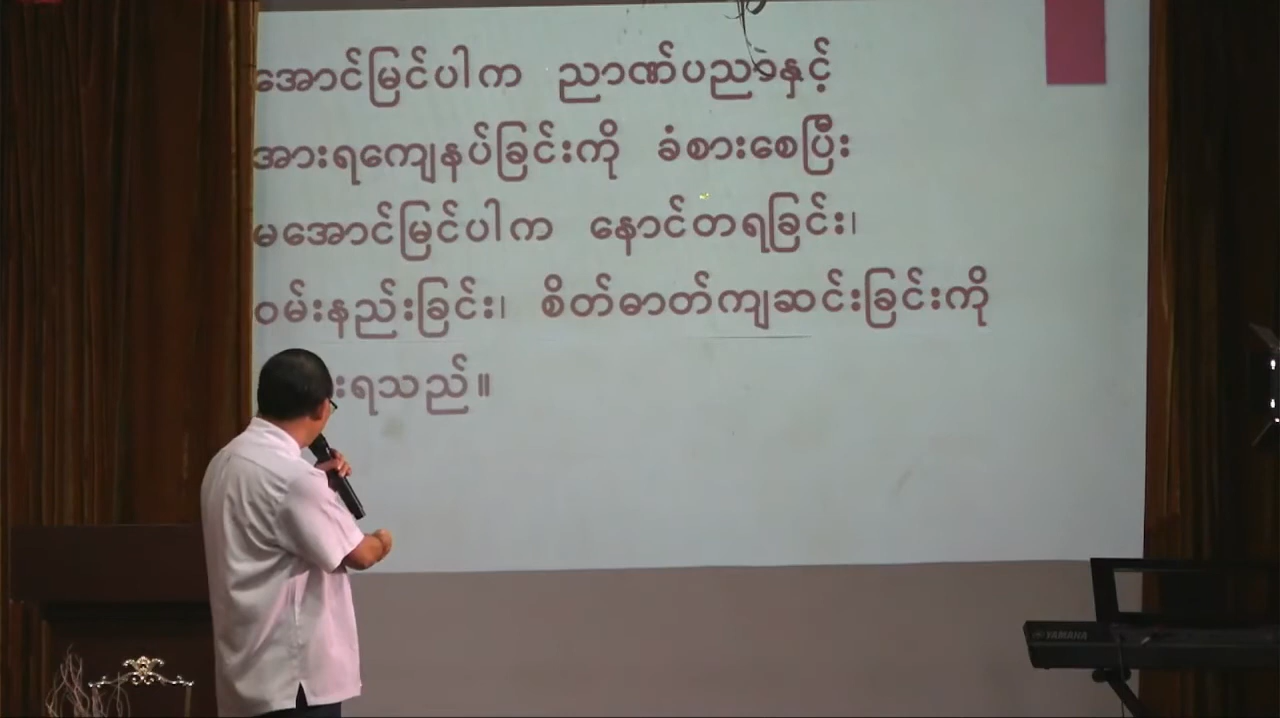 အောင်မြင်ပါက ညာဏ်ပညာနှင့်
အားရကျေနပ်ခြင်းကို ခံစားစေပြီး
မအောင်မြင်ပါက နောင်တရခြင်း၊
ဝမ်းနည်းခြင်း၊ စိတ်ဓာတ်ကျဆင်းခြင်းကို
းရသည်။
YAMAHA